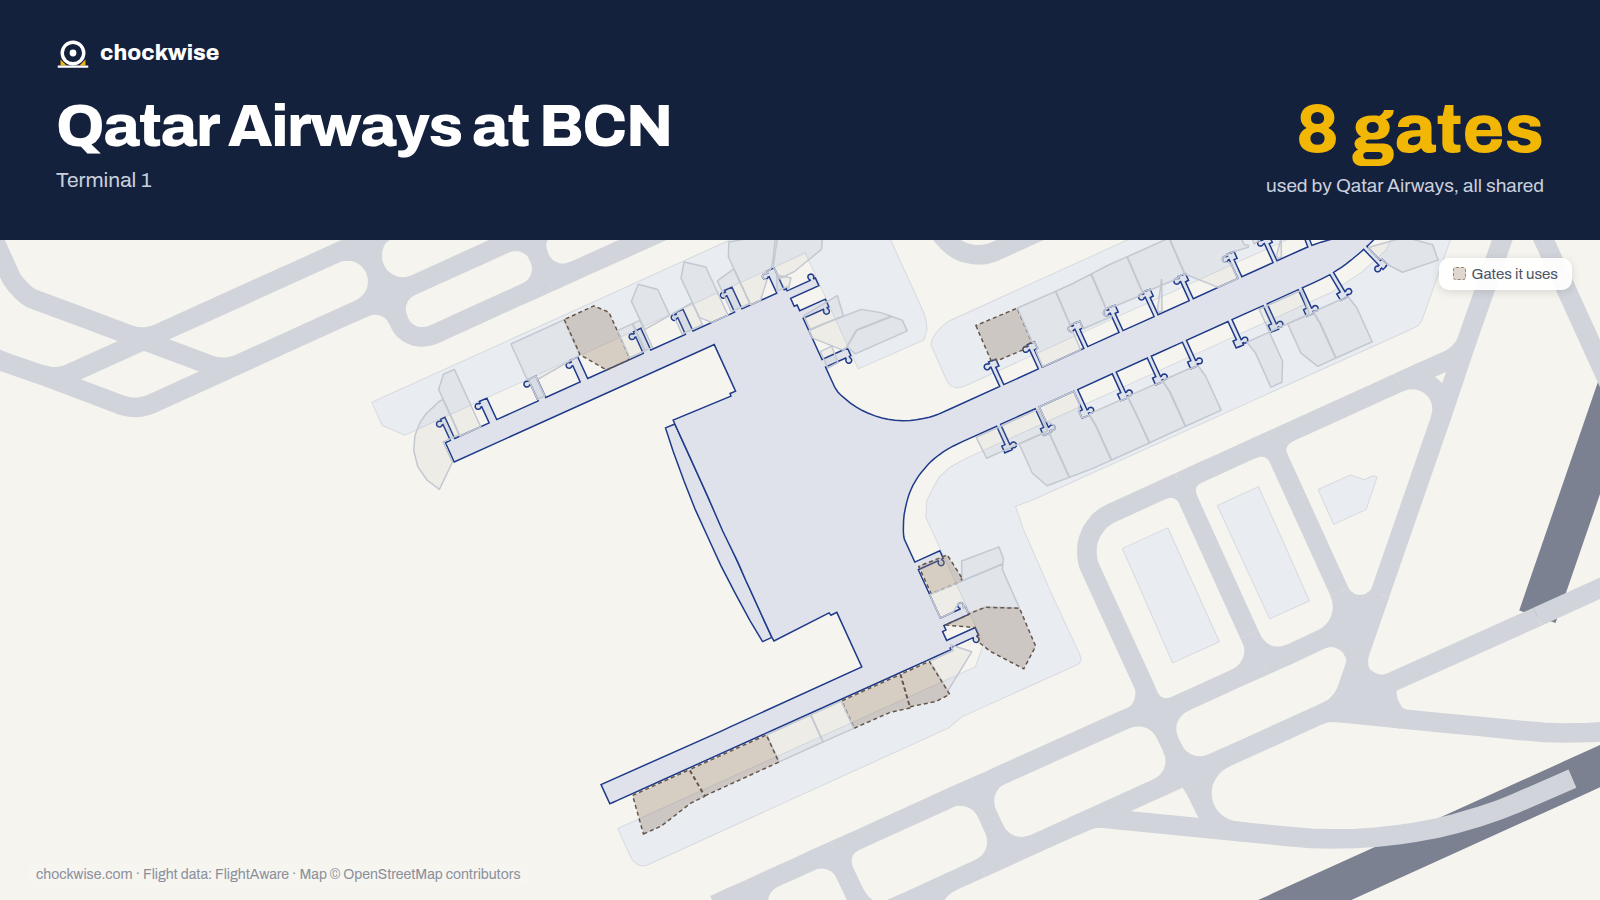 chockwise
Qatar Airways at BCN
Terminal 1
8 gates
used by Qatar Airways, all shared
Gates it uses
chockwise.com · Flight data: FlightAware · Map © OpenStreetMap contributors